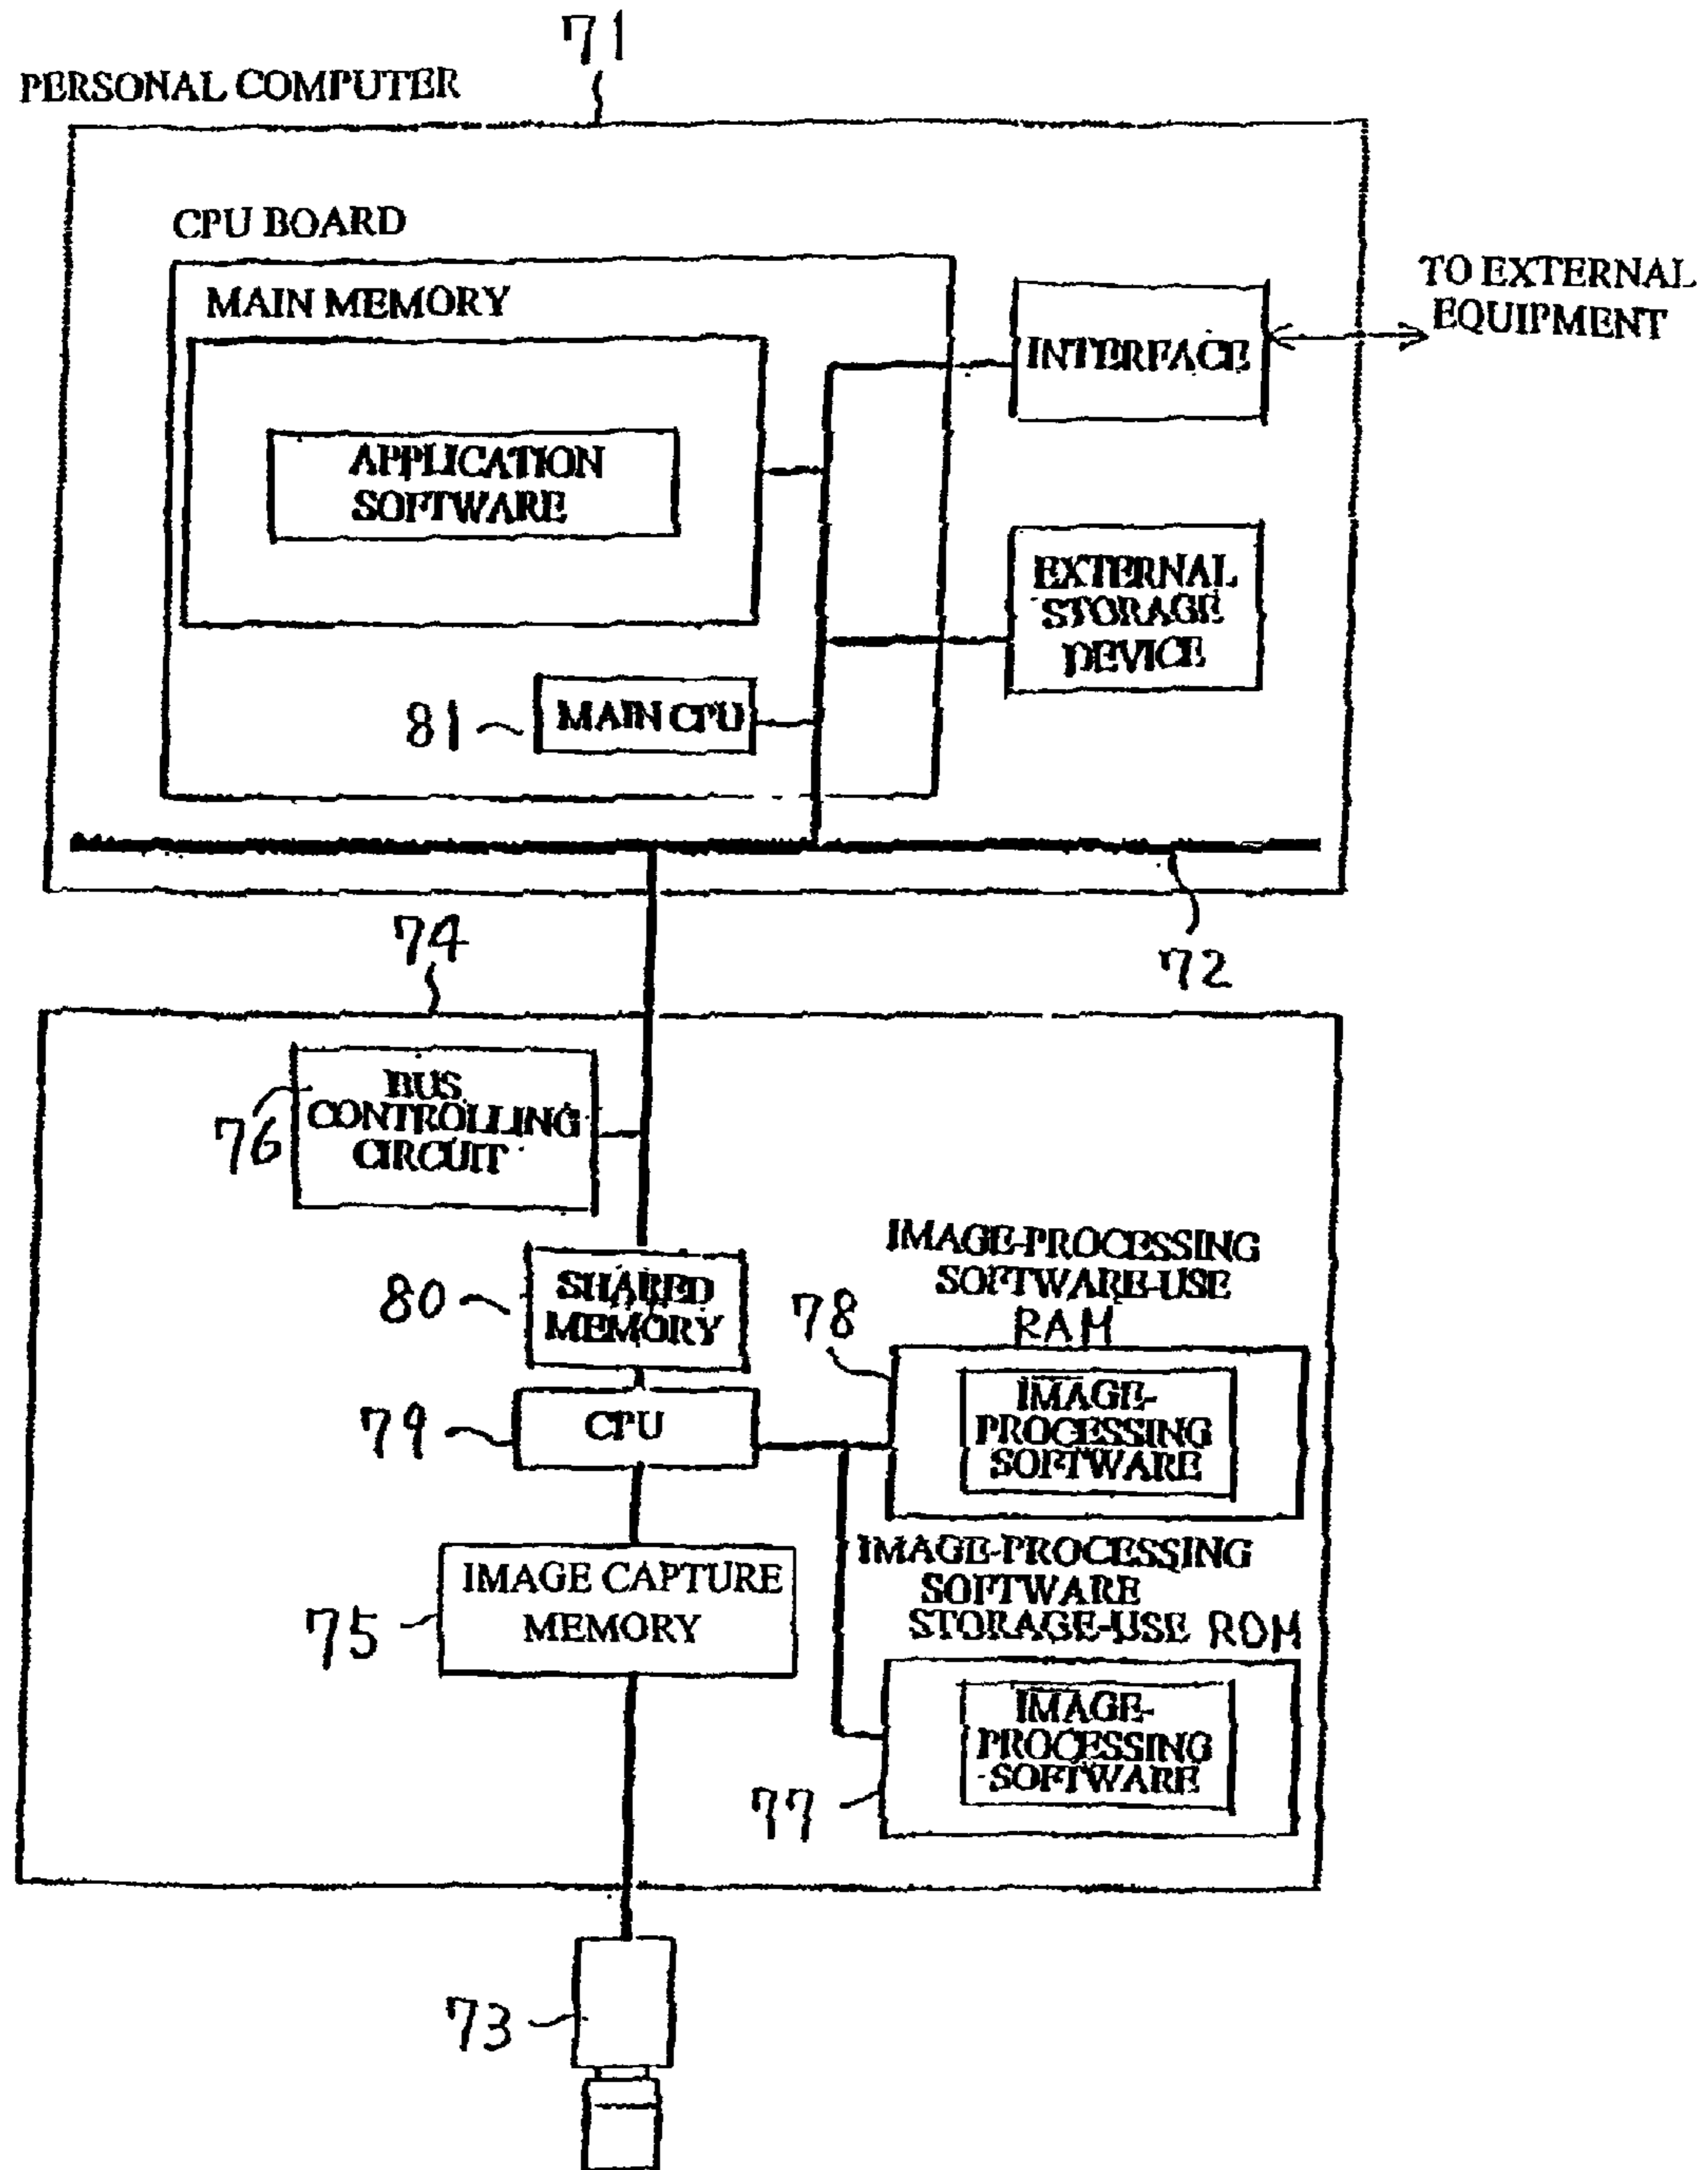 71
PERSONAL COMPUTER
CPU BOARD
MAIN MEMORY
APPLICATION
SOFTWARE
81
MAIN CPU
INTERFACE
TO EXTERNAL
EQUIPMENT
EXTERNAL
STORAGE
DEVICE
72
74
76
BUS
CONTROLLING
CIRCUIT
80
SHARED
MEMORY
79
CPU
75
IMAGE CAPTURE
MEMORY
IMAGE-PROCESSING
SOFTWARE-USE
RAM
78
IMAGE-
PROCESSING
SOFTWARE
IMAGE-PROCESSING
SOFTWARE
STORAGE-USE ROM
77
IMAGE-
PROCESSING
SOFTWARE
73